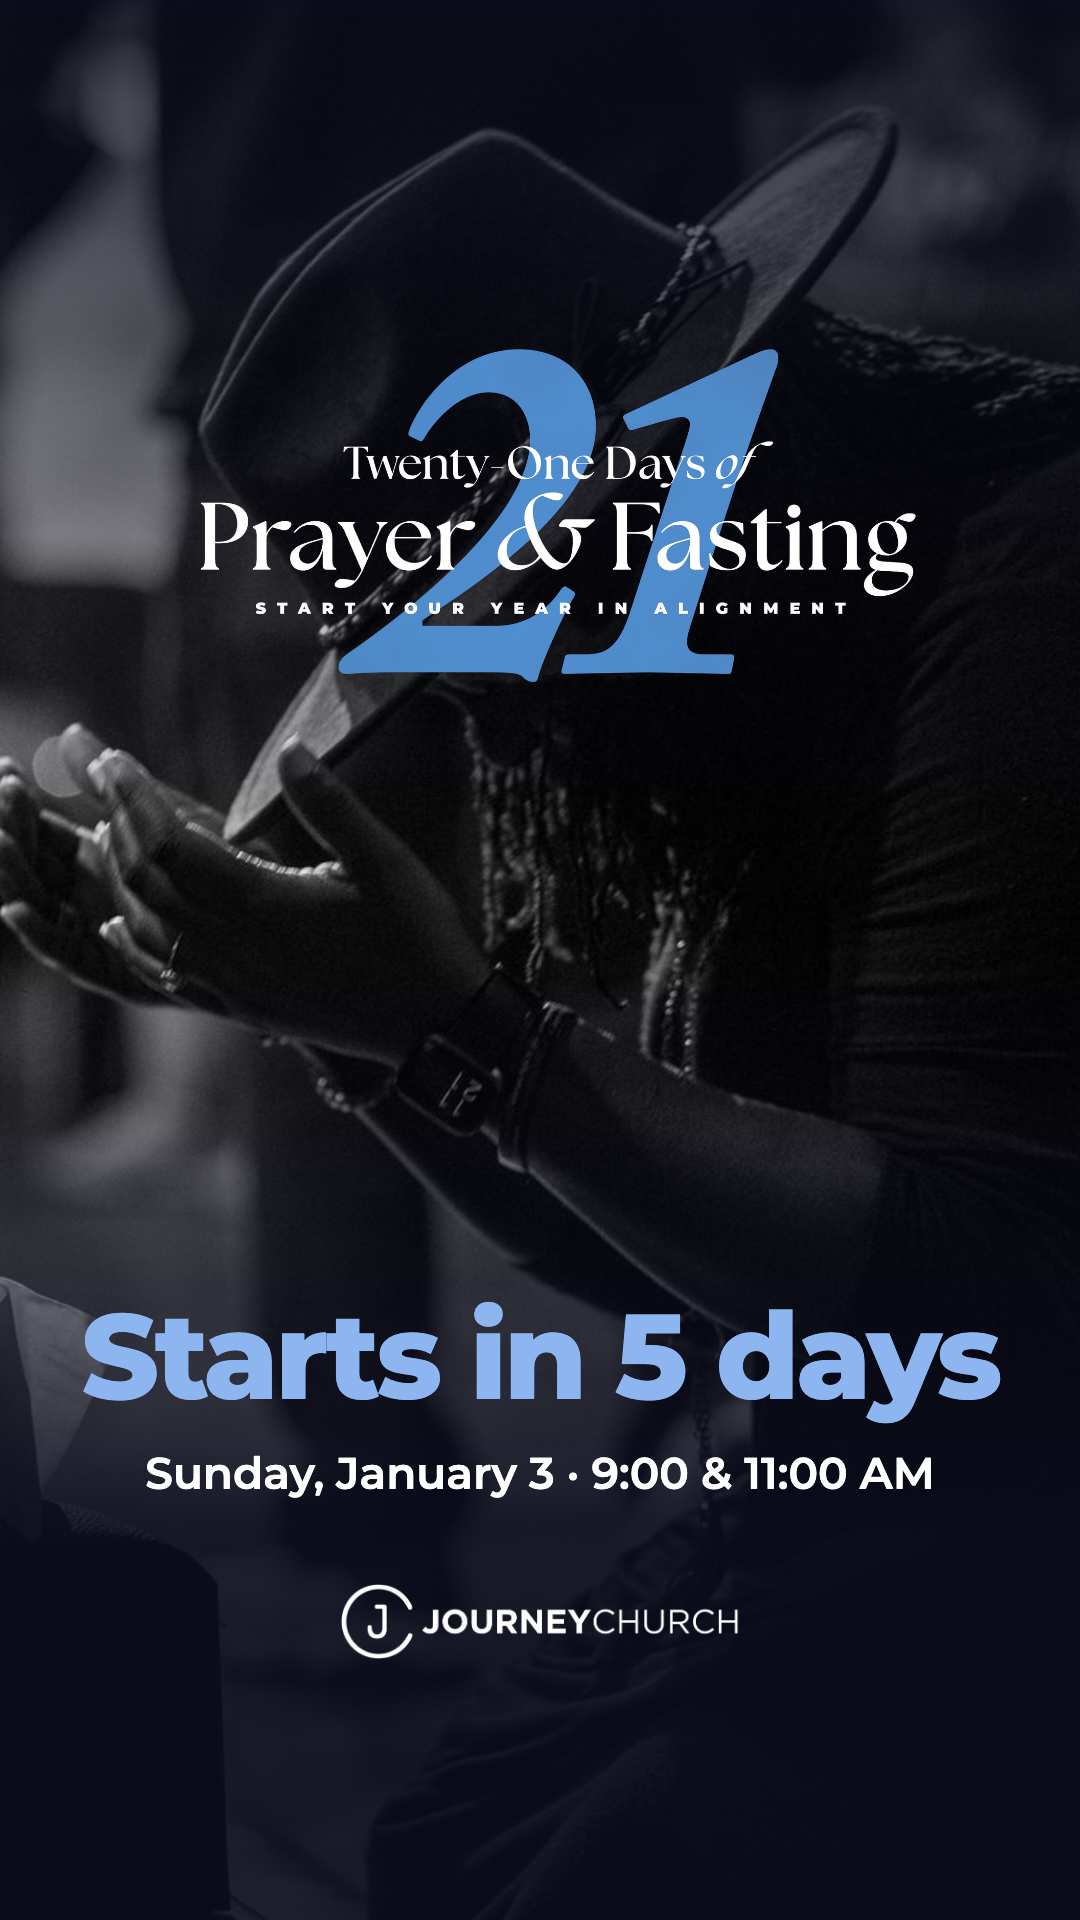 21
Twenty-One Days of
Prayer & Fasting
START YOUR YEAR IN ALIGNMENT
Starts in 5 days
Sunday, January 3 · 9:00 & 11:00 AM
J JOURNEYCHURCH